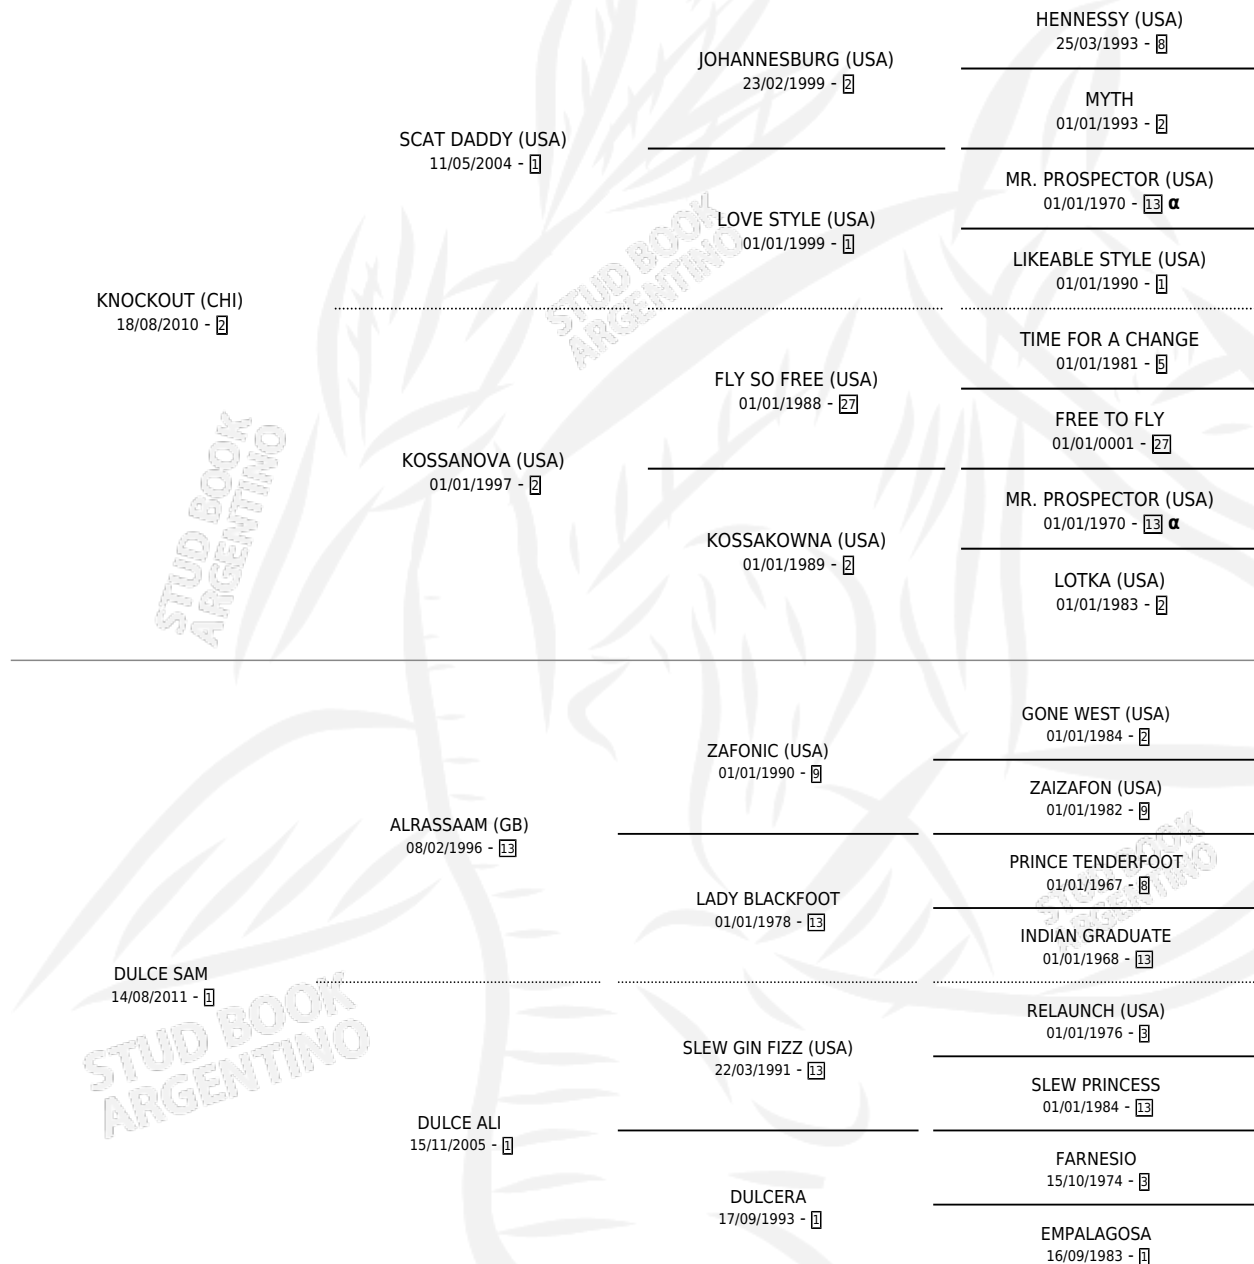 HENNESSY (USA)
25/03/1993 - 8
JOHANNESBURG (USA)
23/02/1999 - 2
MYTH
01/01/1993 - 2
SCAT DADDY (USA)
11/05/2004 - 1
MR. PROSPECTOR (USA)
01/01/1970 - 13 α
LOVE STYLE (USA)
01/01/1999 - 1
LIKEABLE STYLE (USA)
01/01/1990 - 1
KNOCKOUT (CHI)
18/08/2010 - 2
TIME FOR A CHANGE
01/01/1981 - 5
FLY SO FREE (USA)
01/01/1988 - 27
FREE TO FLY
01/01/0001 - 27
KOSSANOVA (USA)
01/01/1997 - 2
MR. PROSPECTOR (USA)
01/01/1970 - 13 α
KOSSAKOWNA (USA)
01/01/1989 - 2
LOTKA (USA)
01/01/1983 - 2
GONE WEST (USA)
01/01/1984 - 2
ZAFONIC (USA)
01/01/1990 - 9
ZAIZAFON (USA)
01/01/1982 - 9
ALRASSAAM (GB)
08/02/1996 - 13
PRINCE TENDERFOOT
01/01/1967 - 8
LADY BLACKFOOT
01/01/1978 - 13
INDIAN GRADUATE
01/01/1968 - 13
DULCE SAM
14/08/2011 - 1
RELAUNCH (USA)
01/01/1976 - 3
SLEW GIN FIZZ (USA)
22/03/1991 - 13
SLEW PRINCESS
01/01/1984 - 13
DULCE ALI
15/11/2005 - 1
FARNESIO
15/10/1974 - 3
DULCERA
17/09/1993 - 1
EMPALAGOSA
16/09/1983 - 1
STUD BOOK
ARGENTINO
STUD BOOK
ARGENTINO
STUD BOOK
ARGENTINO
STUD BOOK
ARGENTINO